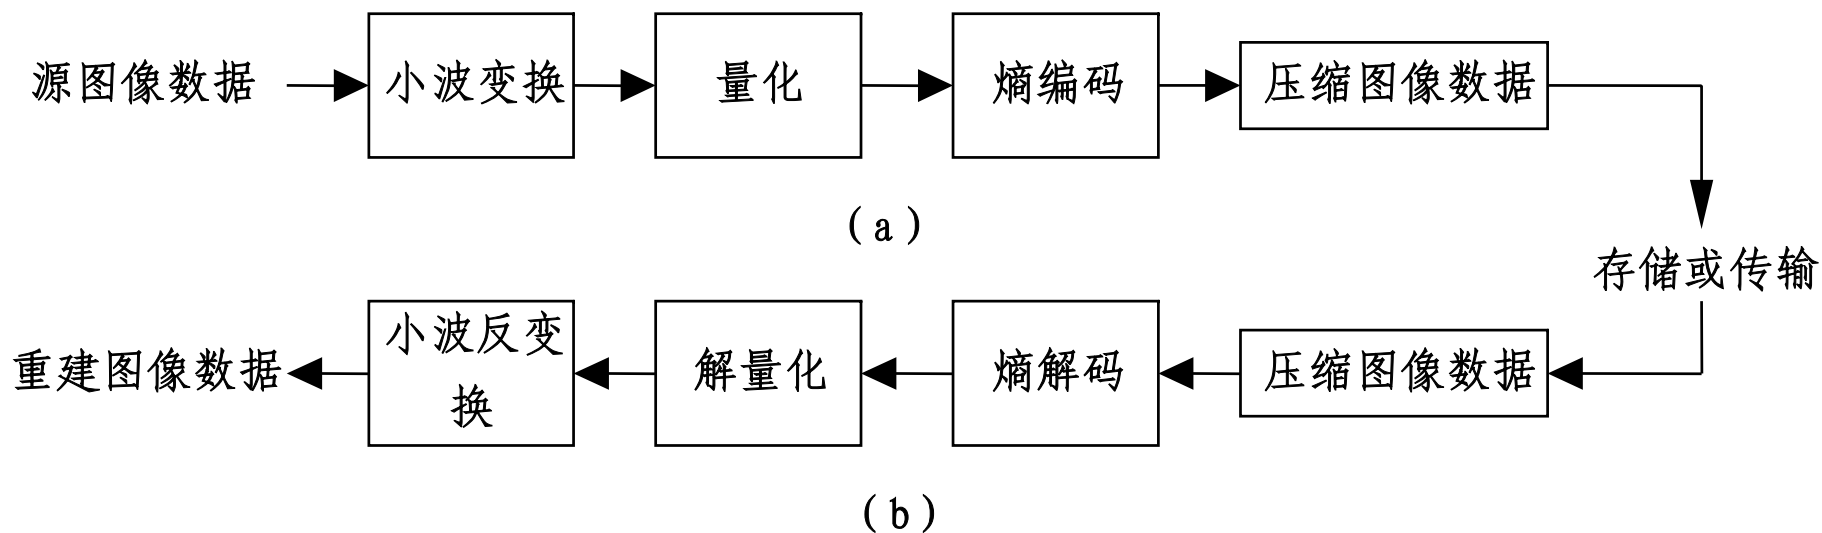 源图像数据
小波变换
量化
熵编码
压缩图像数据
(a)
存储或传输
重建图像数据
小波反变
换
解量化
熵解码
压缩图像数据
(b)